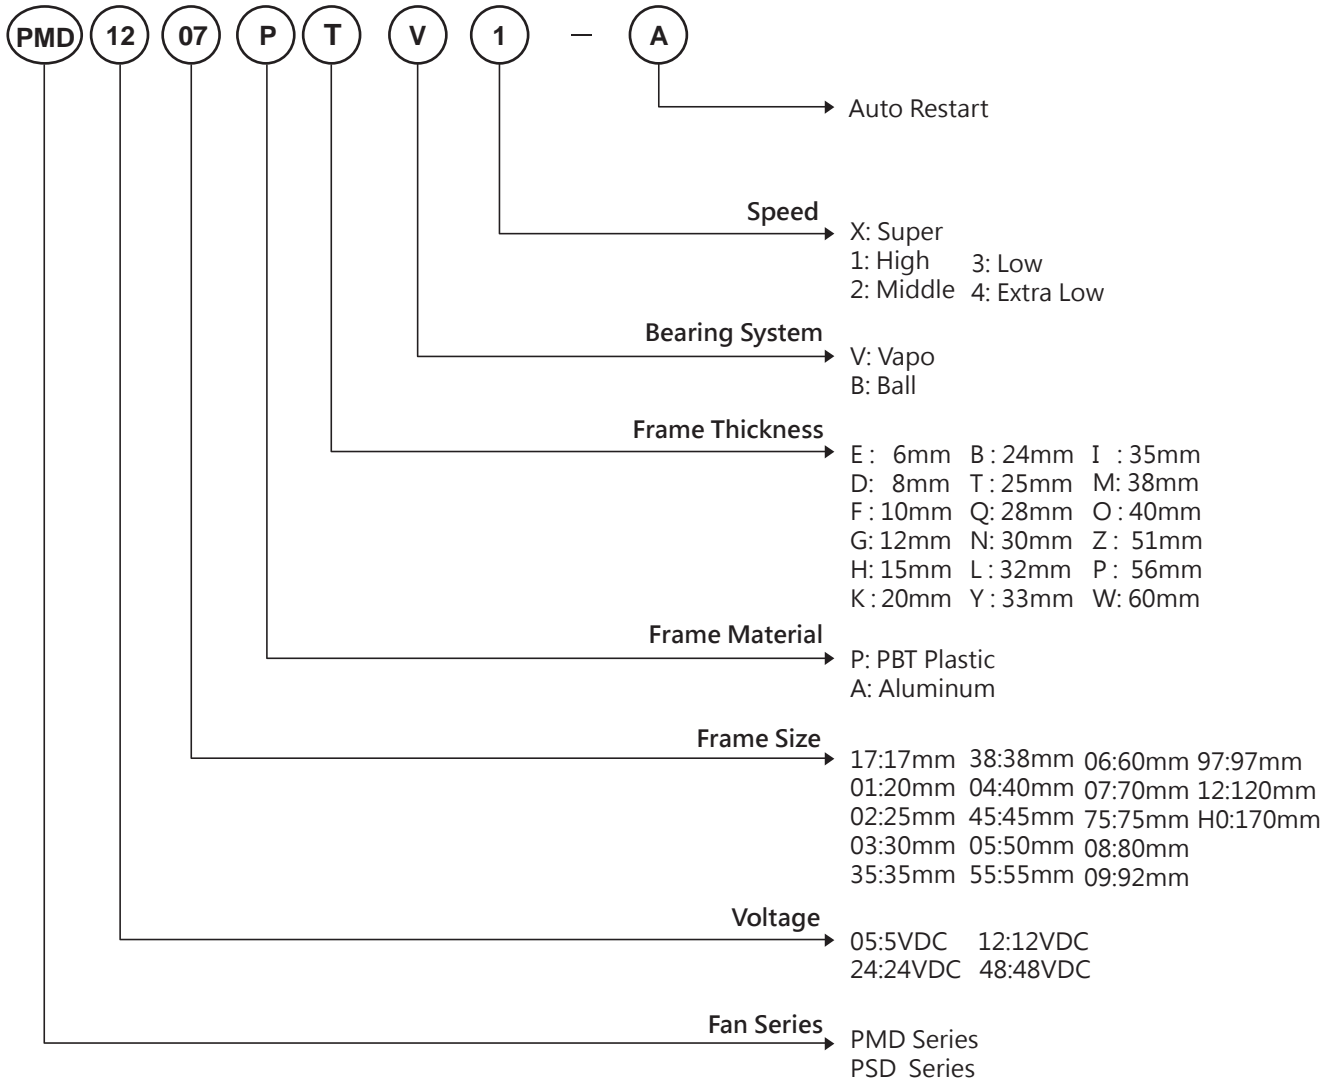 PMD 12 07 P T V 1 – A
Auto Restart
Speed
X: Super
1: High 3: Low
2: Middle 4: Extra Low
Bearing System
V: Vapo
B: Ball
Frame Thickness
E : 6mm B : 24mm I : 35mm
D: 8mm T : 25mm M: 38mm
F : 10mm Q: 28mm O : 40mm
G: 12mm N: 30mm Z : 51mm
H: 15mm L : 32mm P : 56mm
K : 20mm Y : 33mm W: 60mm
Frame Material
P: PBT Plastic
A: Aluminum
Frame Size
17:17mm 38:38mm 06:60mm 97:97mm
01:20mm 04:40mm 07:70mm 12:120mm
02:25mm 45:45mm 75:75mm H0:170mm
03:30mm 05:50mm 08:80mm
35:35mm 55:55mm 09:92mm
Voltage
05:5VDC 12:12VDC
24:24VDC 48:48VDC
Fan Series
PMD Series
PSD Series